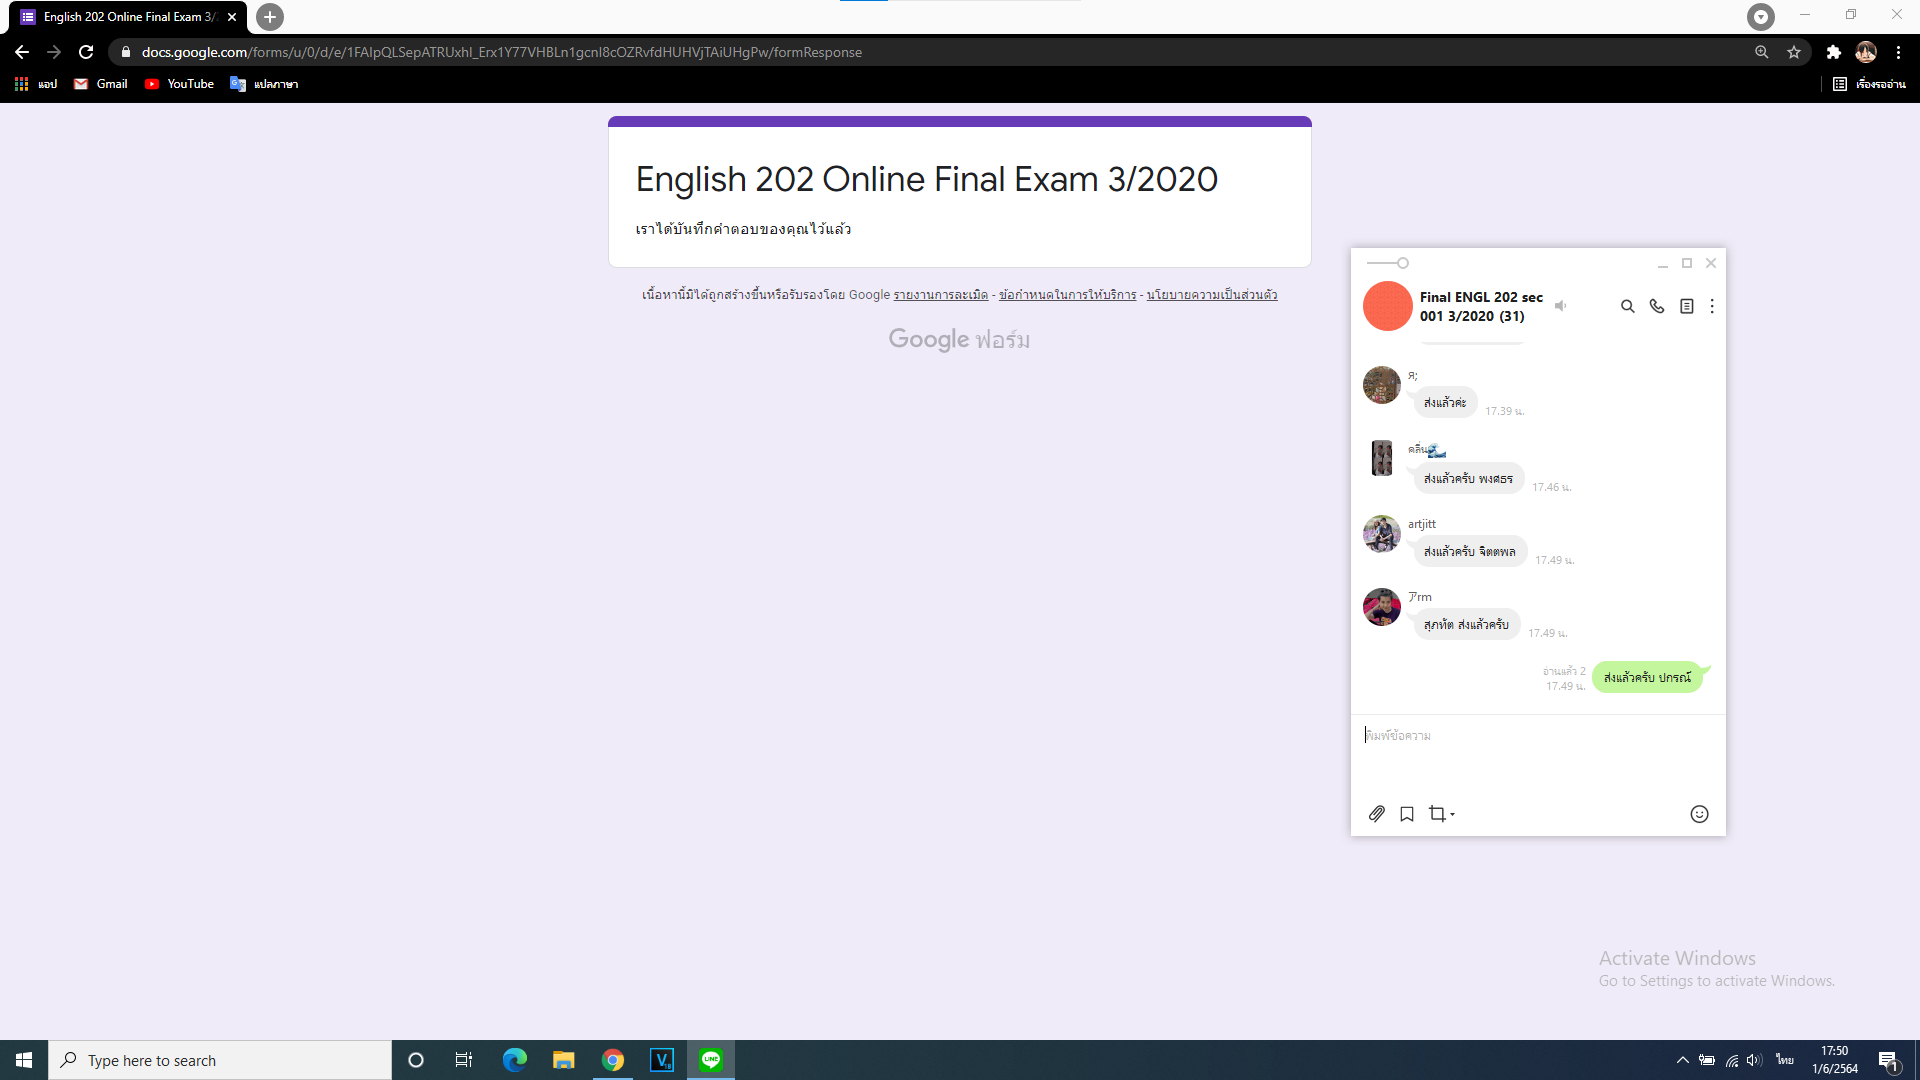 English 202 Online Final Exam 3/2
docs.google.com/forms/u/0/d/e/1FAIpQLSepATRUxhI_Erx1Y77VHBLn1gcnI8cOZRvfdHUHVjTAiUHgPw/formResponse
แอป
Gmail
YouTube
แปลภาษา
เรื่องรออ่าน
English 202 Online Final Exam 3/2020
เราได้บันทึกคำตอบของคุณไว้แล้ว
เนื้อหานี้มิได้ถูกสร้างขึ้นหรือรับรองโดย Google รายงานการละเมิด - ข้อกำหนดในการให้บริการ - นโยบายความเป็นส่วนตัว
Google ฟอร์ม
Final ENGL 202 sec
001 3/2020 (31)
Я;
ส่งแล้วค่ะ
17.39 น.
คลื่น🌊
ส่งแล้วครับ พงศธร
17.46 น.
artjitt
ส่งแล้วครับ จิตตพล
17.49 น.
アrm
สุภทัต ส่งแล้วครับ
17.49 น.
อ่านแล้ว 2
17.49 น.
ส่งแล้วครับ ปกรณ์
พิมพ์ข้อความ
Activate Windows
Go to Settings to activate Windows.
Type here to search
V
18
LINE
ไทย
17:50
1/6/2564
1